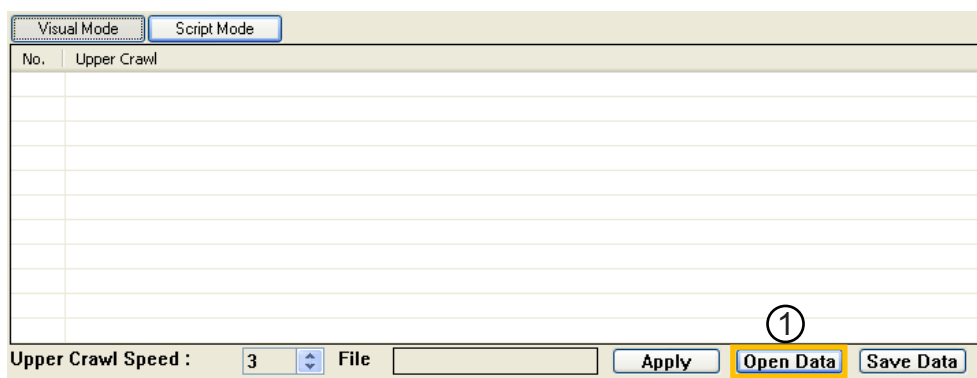 Visual Mode Script Mode
No. Upper Crawl
①
Upper Crawl Speed : 3 File Apply Open Data Save Data